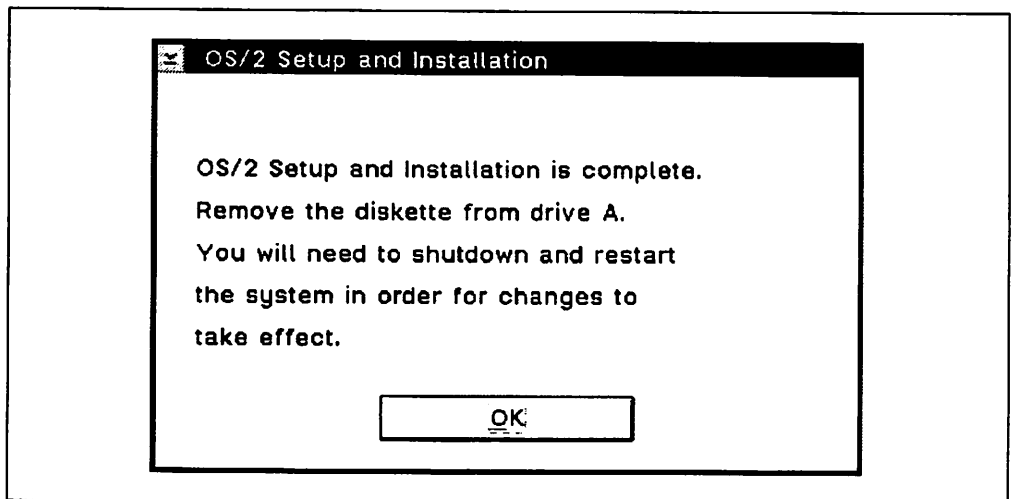 OS/2 Setup and Installation
OS/2 Setup and Installation is complete.
Remove the diskette from drive A.
You will need to shutdown and restart
the system in order for changes to
take effect.
OK